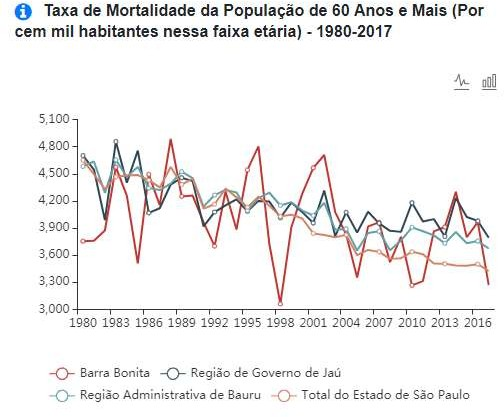 Taxa de Mortalidade da População de 60 Anos e Mais (Por
cem mil habitantes nessa faixa etária) - 1980-2017
5,100
4,800
4,500
4,200
3,900
3,600
3,300
3,000
1980 1983 1986 1989 1992 1995 1998 2001 2004 2007 2010 2013 2016
Barra Bonita Região de Governo de Jaú
Região Administrativa de Bauru Total do Estado de São Paulo